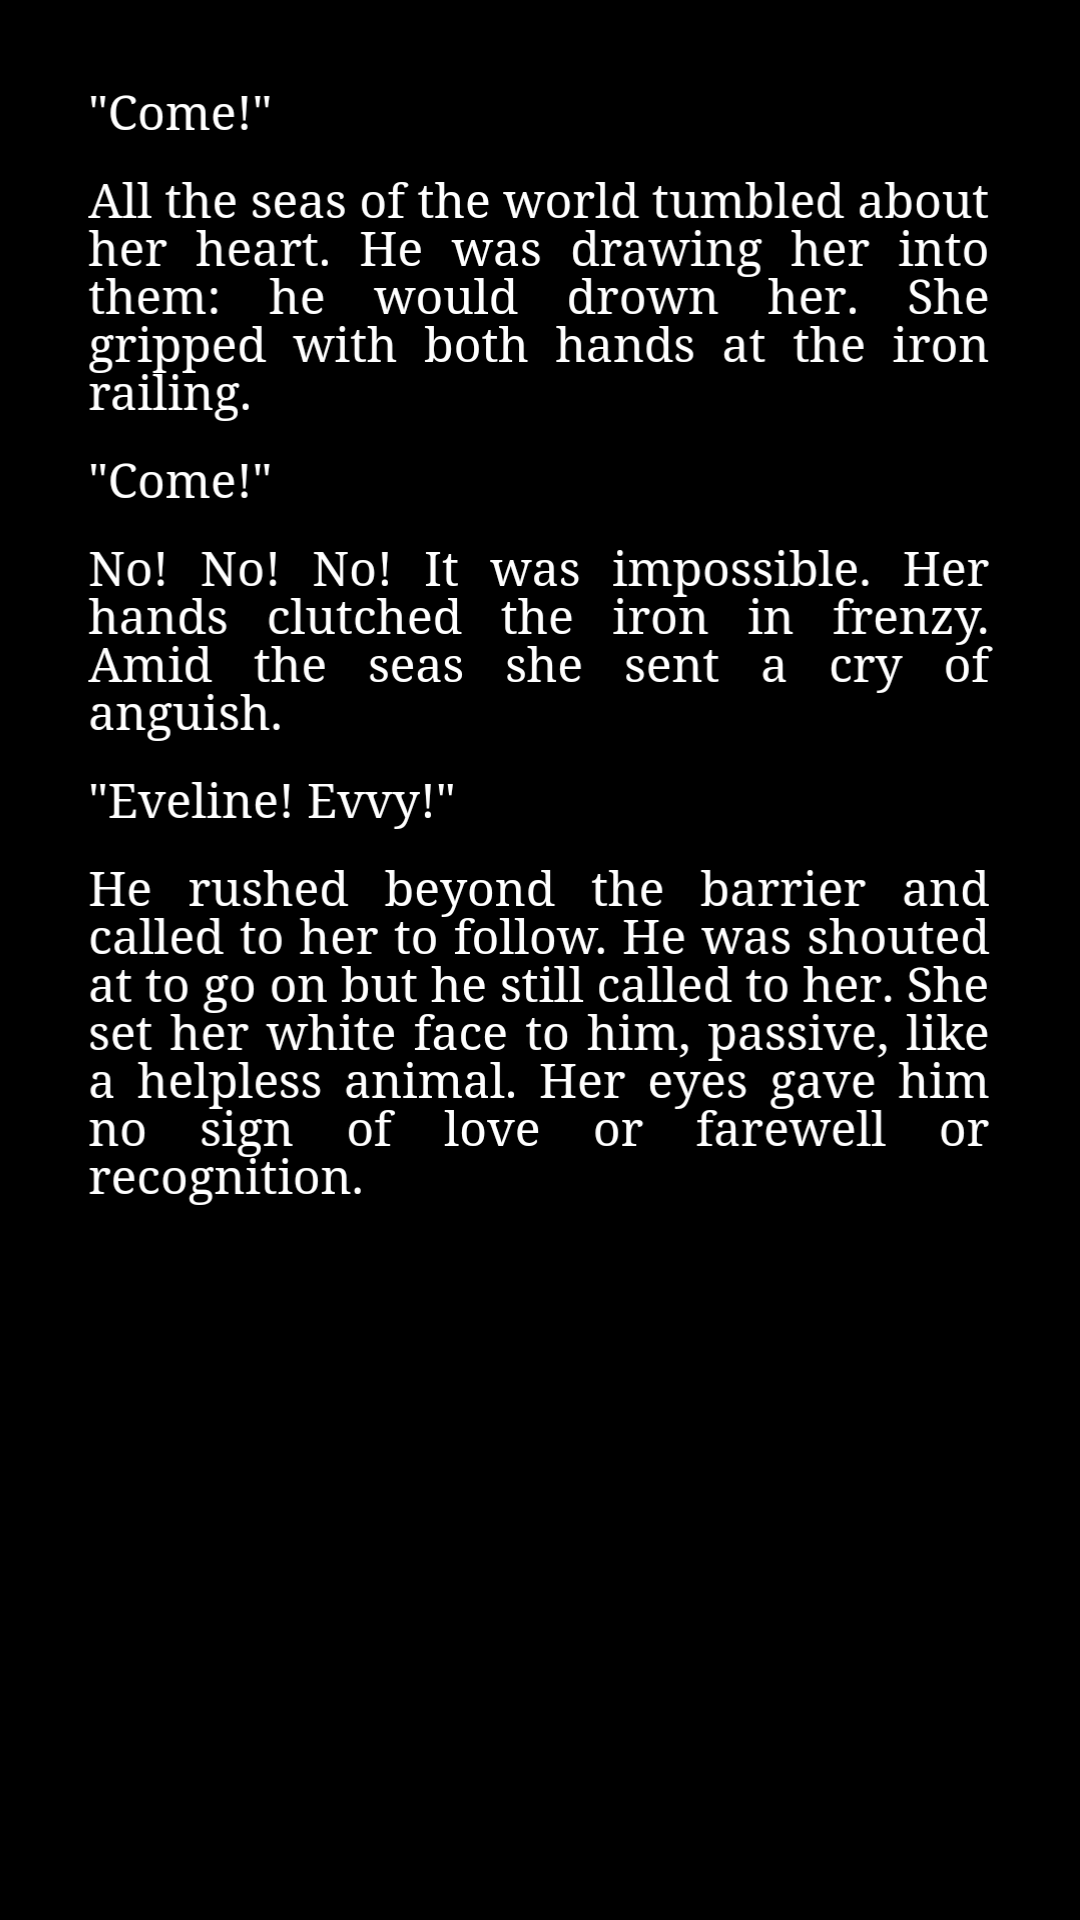 "Come!"
All the seas of the world tumbled about
her heart. He was drawing her into
them: he would drown her. She
gripped with both hands at the iron
railing.
"Come!"
No! No! No! It was impossible. Her
hands clutched the iron in frenzy.
Amid the seas she sent a cry of
anguish.
"Eveline! Evvy!"
He rushed beyond the barrier and
called to her to follow. He was shouted
at to go on but he still called to her. She
set her white face to him, passive, like
a helpless animal. Her eyes gave him
no sign of love or farewell or
recognition.